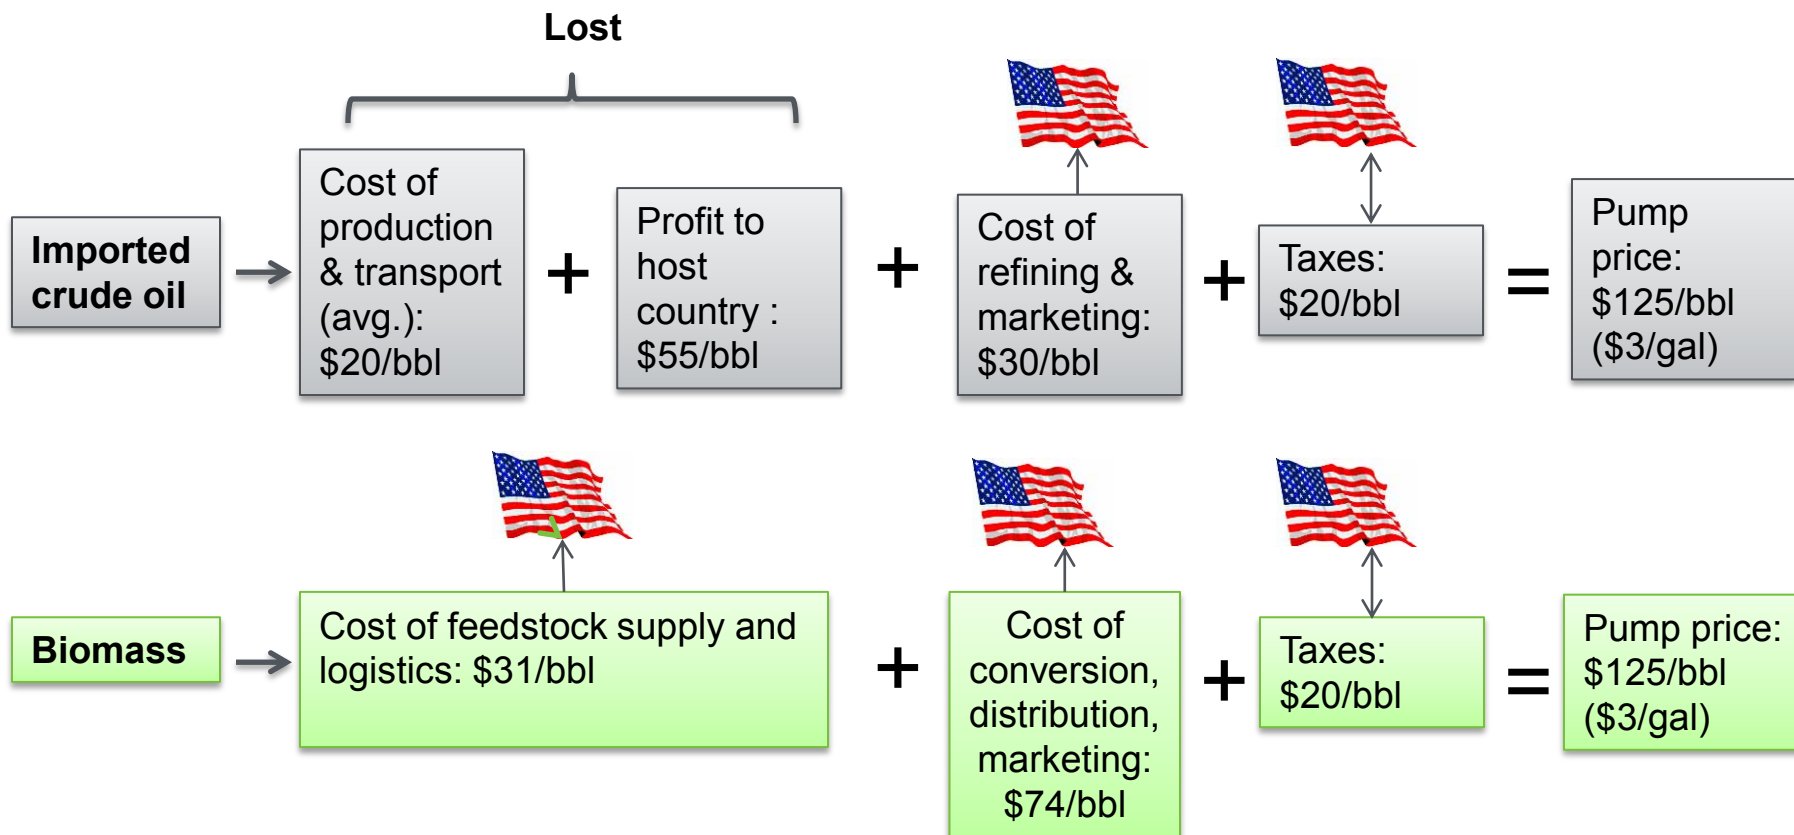 Lost
Imported
crude oil
Cost of
production
& transport
(avg.):
$20/bbl
+
Profit to
host
country :
$55/bbl
+
Cost of
refining &
marketing:
$30/bbl
+
Taxes:
$20/bbl
=
Pump
price:
$125/bbl
($3/gal)
Biomass
Cost of feedstock supply and
logistics: $31/bbl
+
Cost of
conversion,
distribution,
marketing:
$74/bbl
+
Taxes:
$20/bbl
=
Pump price:
$125/bbl
($3/gal)